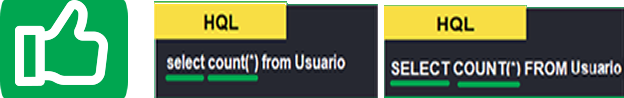 HQL
select count(*) from Usuario
HQL
SELECT COUNT(*) FROM Usuario